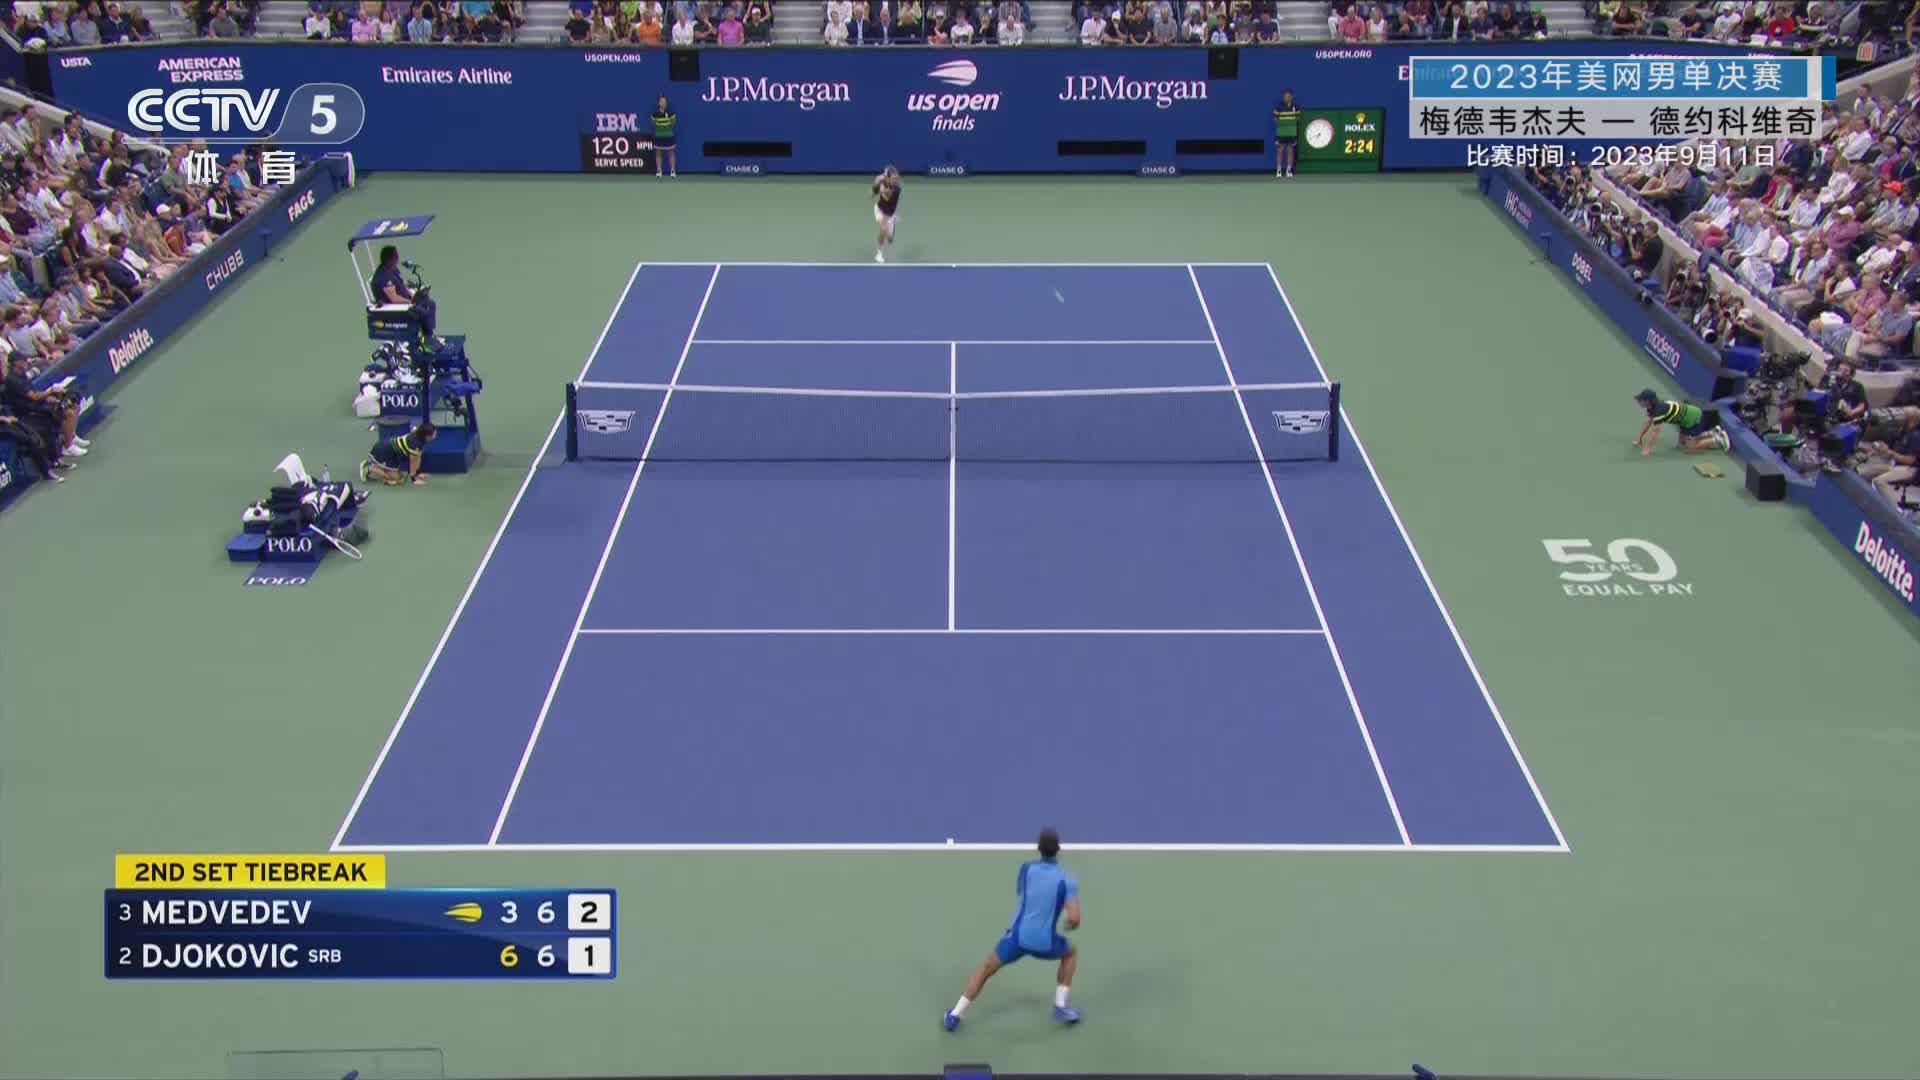 USTA
AMERICAN EXPRESS
Emirates Airline
USOPEN.ORG
J.P.Morgan
us open
finals
J.P.Morgan
USOPEN.ORG
2023年美网男单决赛
梅德韦杰夫 — 德约科维奇
比赛时间：2023年9月11日
CCTV 5
体育
IBM
120 MPH
SERVE SPEED
ROLEX
2:24
CHASE
CHASE
CHASE
FAGE
CHUBB
Deloitte.
IHG
DOBEL
moderna
POLO
POLO
POLO
50
YEARS
EQUAL PAY
Deloitte.
2ND SET TIEBREAK
3 MEDVEDEV 3 6 2
2 DJOKOVIC SRB 6 6 1